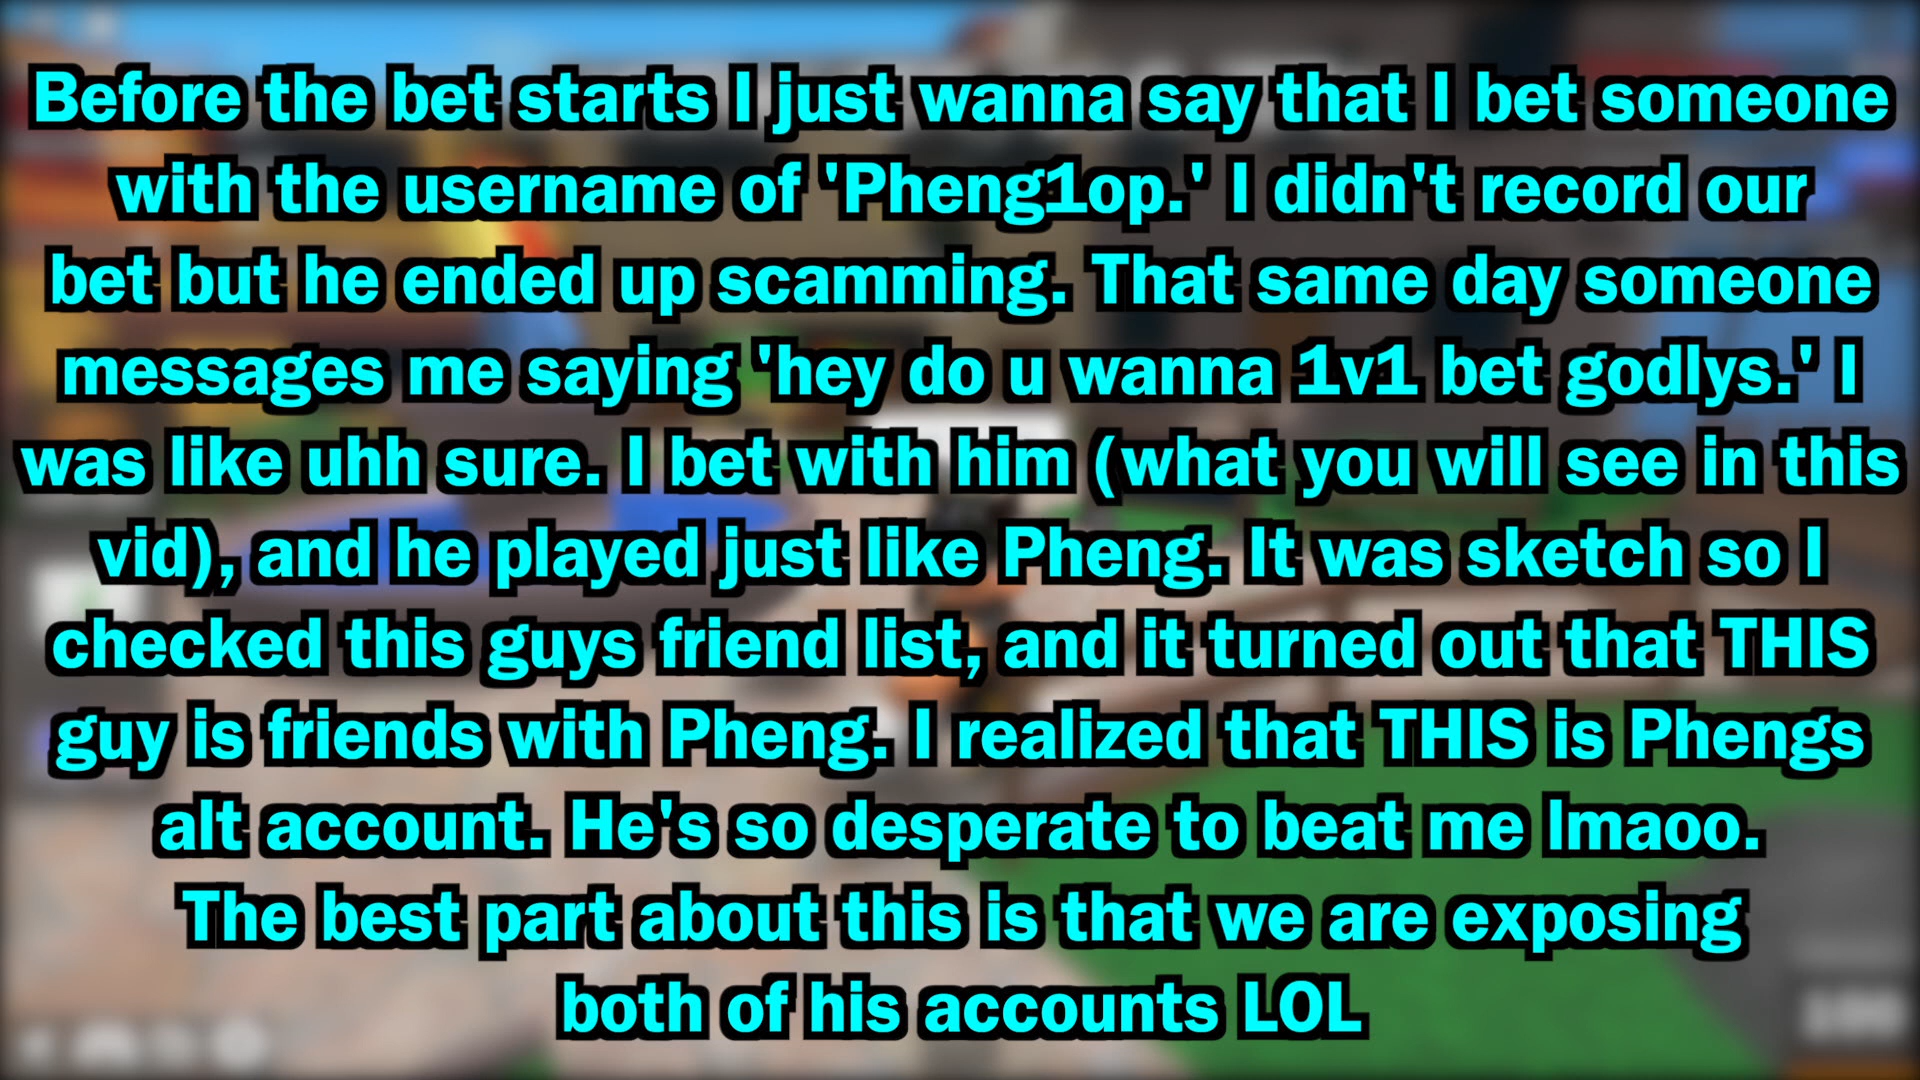 Before the bet starts I just wanna say that I bet someone
with the username of 'Pheng1op.' I didn't record our
bet but he ended up scamming. That same day someone
messages me saying 'hey do u wanna 1v1 bet godlys.' I
was like uhh sure. I bet with him (what you will see in this
vid), and he played just like Pheng. It was sketch so I
checked this guys friend list, and it turned out that THIS
guy is friends with Pheng. I realized that THIS is Phengs
alt account. He's so desperate to beat me lmaoo.
The best part about this is that we are exposing
both of his accounts LOL